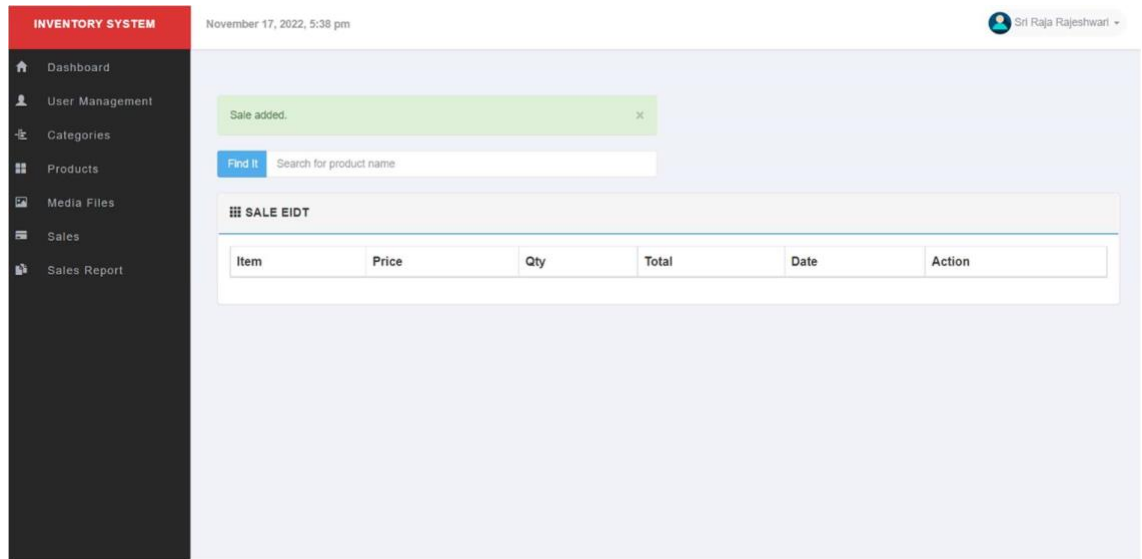 INVENTORY SYSTEM
November 17, 2022, 5:38 pm
Sri Raja Rajeshwari
Dashboard
User Management
Categories
Products
Media Files
Sales
Sales Report
Sale added. ×
Find It Search for product name
SALE EIDT
Item Price Qty Total Date Action